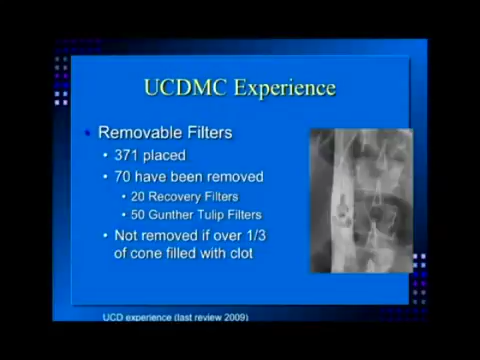 UCDMC Experience
Removable Filters
371 placed
70 have been removed
20 Recovery Filters
50 Gunther Tulip Filters
Not removed if over 1/3
of cone filled with clot
UCD experience (last review 2009)